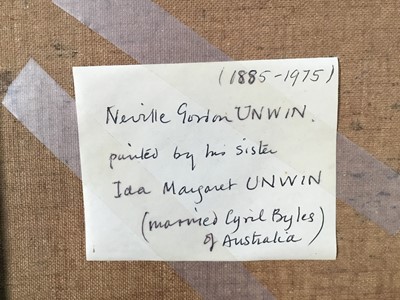 (1885-1975)
Neville Gordon UNWIN.
painted by his sister
Ida Margaret UNWIN
(married Cyril Byles
of Australia)